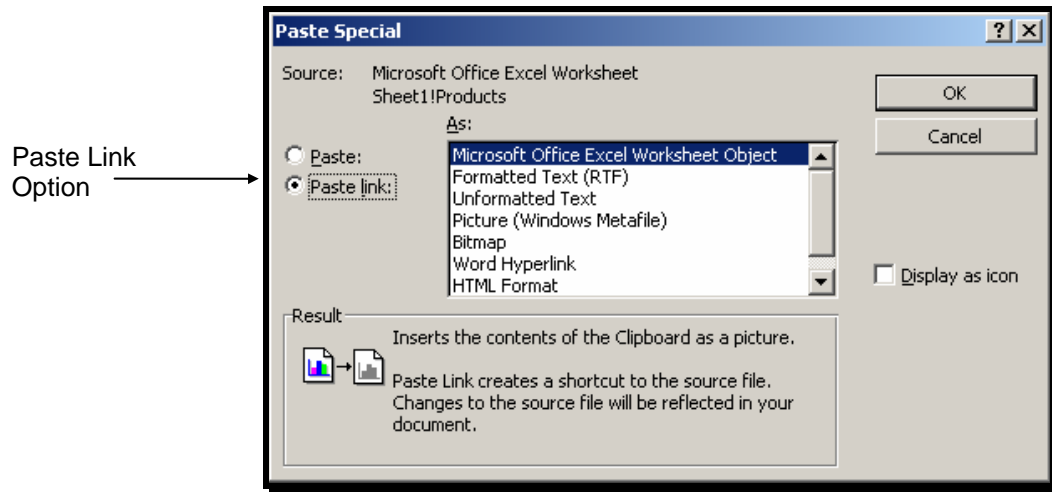 Paste Special
Source: Microsoft Office Excel Worksheet
Sheet1!Products
As:
Paste Link
Option
Paste:
Paste link:
Microsoft Office Excel Worksheet Object
Formatted Text (RTF)
Unformatted Text
Picture (Windows Metafile)
Bitmap
Word Hyperlink
HTML Format
OK
Cancel
Display as icon
Result
Inserts the contents of the Clipboard as a picture.
Paste Link creates a shortcut to the source file.
Changes to the source file will be reflected in your
document.